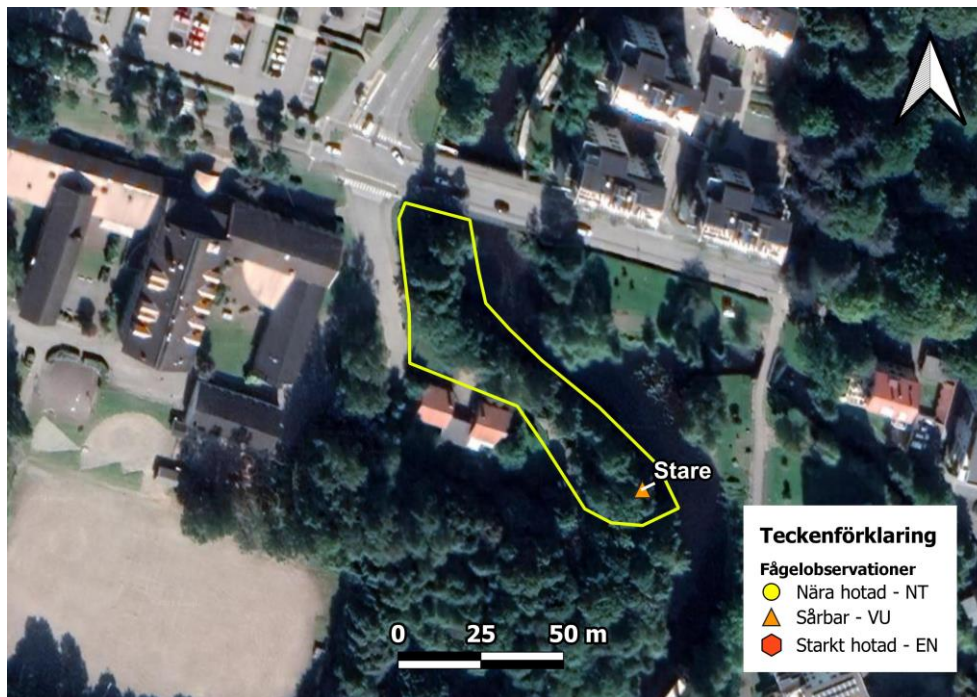 Stare
Teckenförklaring
Fågelobservationer
Nära hotad - NT
Sårbar - VU
Starkt hotad - EN
0 25 50 m